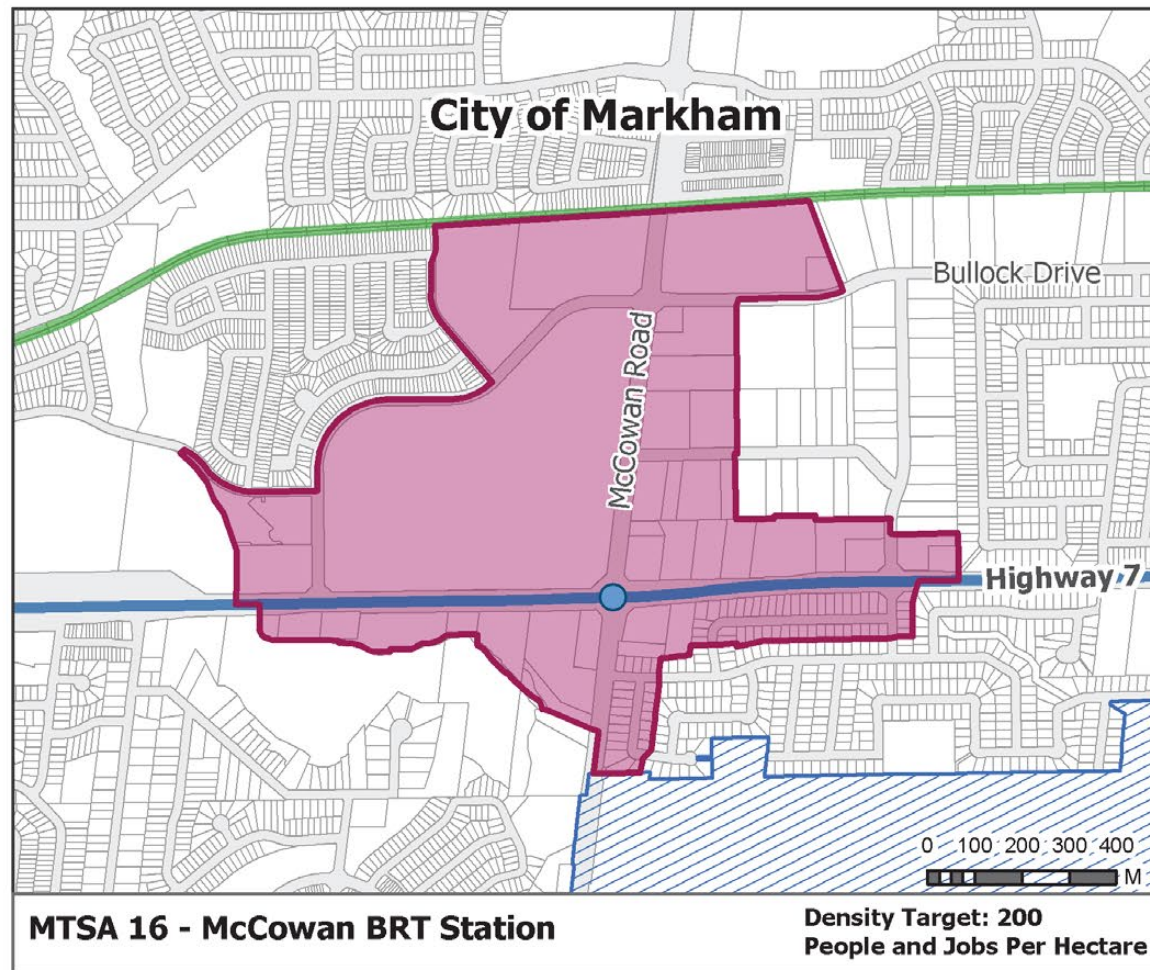 City of Markham
Bullock Drive
McCowan Road
Highway 7
0 100 200 300 400
M
MTSA 16 - McCowan BRT Station
Density Target: 200
People and Jobs Per Hectare